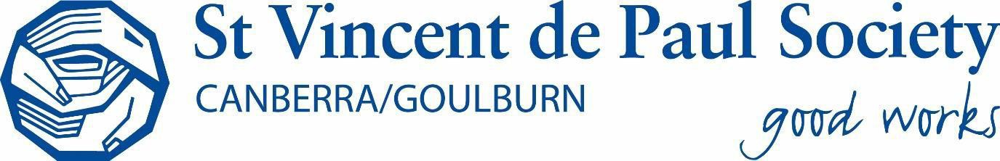 St Vincent de Paul Society
CANBERRA/GOULBURN
good works